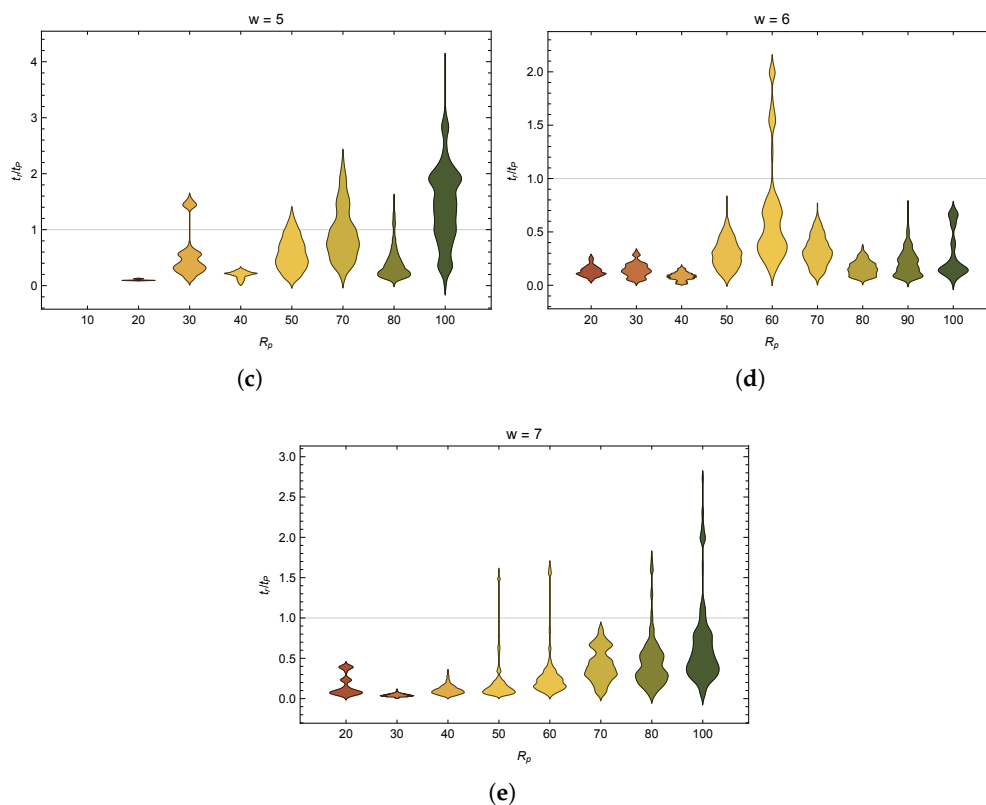 w = 5
4
3
2
1
0
t_r/t_P
10 20 30 40 50 70 80 100
R_p
(c)
w = 6
2.0
1.5
1.0
0.5
0.0
t_r/t_P
20 30 40 50 60 70 80 90 100
R_p
(d)
w = 7
3.0
2.5
2.0
1.5
1.0
0.5
0.0
t_r/t_P
20 30 40 50 60 70 80 100
R_p
(e)